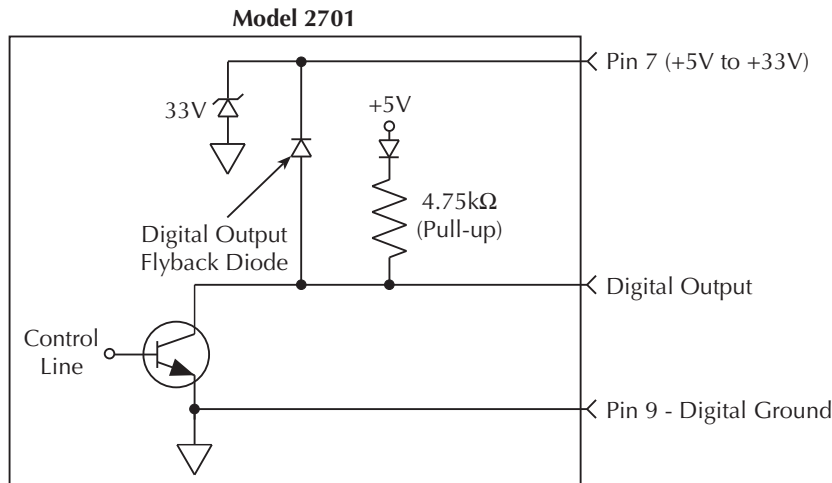 Model 2701
Pin 7 (+5V to +33V)
+5V
33V
4.75kΩ
(Pull-up)
Digital Output
Flyback Diode
Digital Output
Control
Line
Pin 9 - Digital Ground